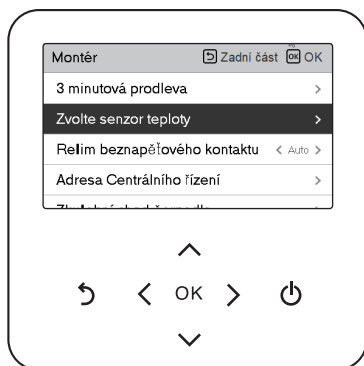 Montér Zadní část OK OK
3 minutová prodleva >
Zvolte senzor teploty >
Relim beznapěťového kontaktu < Auto >
Adresa Centrálního řízení >
OK